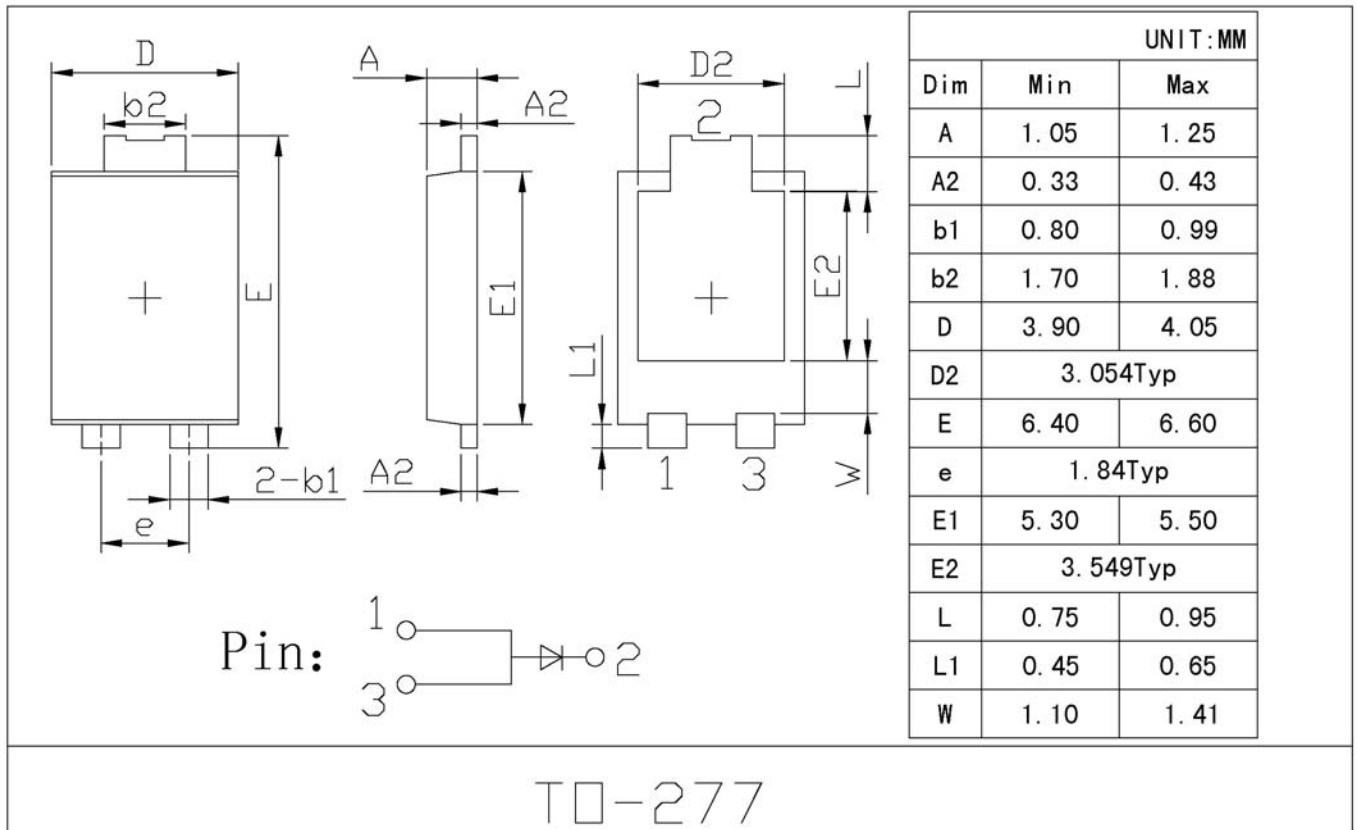 D
b2
E
2-b1
e
A
A2
E1
L1
A2
D2
L
2
E2
W
1
3
Pin:
1
3
2
UNIT:MM
Dim Min Max
A 1.05 1.25
A2 0.33 0.43
b1 0.80 0.99
b2 1.70 1.88
D 3.90 4.05
D2 3.054Typ
E 6.40 6.60
e 1.84Typ
E1 5.30 5.50
E2 3.549Typ
L 0.75 0.95
L1 0.45 0.65
W 1.10 1.41
TO-277